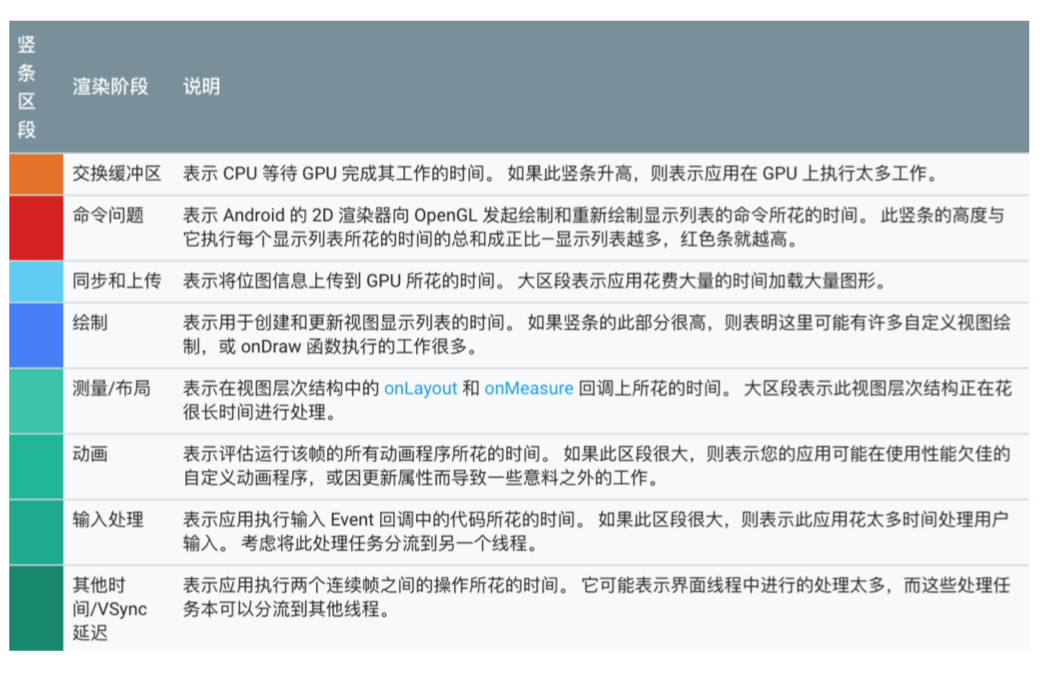 竖
条
区
段
渲染阶段
说明
交换缓冲区
表示 CPU 等待 GPU 完成其工作的时间。 如果此竖条升高，则表示应用在 GPU 上执行太多工作。
命令问题
表示 Android 的 2D 渲染器向 OpenGL 发起绘制和重新绘制显示列表的命令所花的时间。 此竖条的高度与
它执行每个显示列表所花的时间的总和成正比—显示列表越多，红色条就越高。
同步和上传
表示将位图信息上传到 GPU 所花的时间。 大区段表示应用花费大量的时间加载大量图形。
绘制
表示用于创建和更新视图显示列表的时间。 如果竖条的此部分很高，则表明这里可能有许多自定义视图绘
制，或 onDraw 函数执行的工作很多。
测量/布局
表示在视图层次结构中的 onLayout 和 onMeasure 回调上所花的时间。 大区段表示此视图层次结构正在花
很长时间进行处理。
动画
表示评估运行该帧的所有动画程序所花的时间。 如果此区段很大，则表示您的应用可能在使用性能欠佳的
自定义动画程序，或因更新属性而导致一些意料之外的工作。
输入处理
表示应用执行输入 Event 回调中的代码所花的时间。 如果此区段很大，则表示此应用花太多时间处理用户
输入。 考虑将此处理任务分流到另一个线程。
其他时
间/VSync
延迟
表示应用执行两个连续帧之间的操作所花的时间。 它可能表示界面线程中进行的处理太多，而这些处理任
务本可以分流到其他线程。